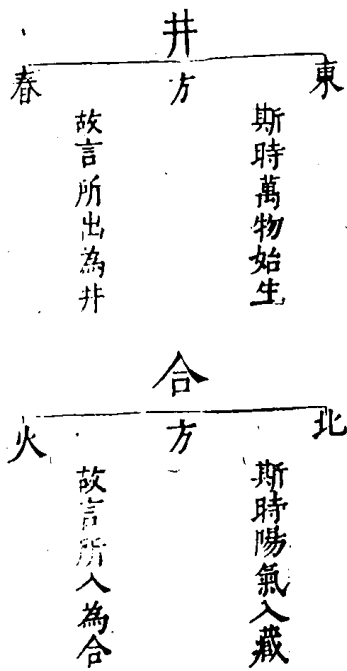 井
東方春
斯時萬物始生
故言所出為井
合
北方火
斯時陽氣入藏
故言所入為合